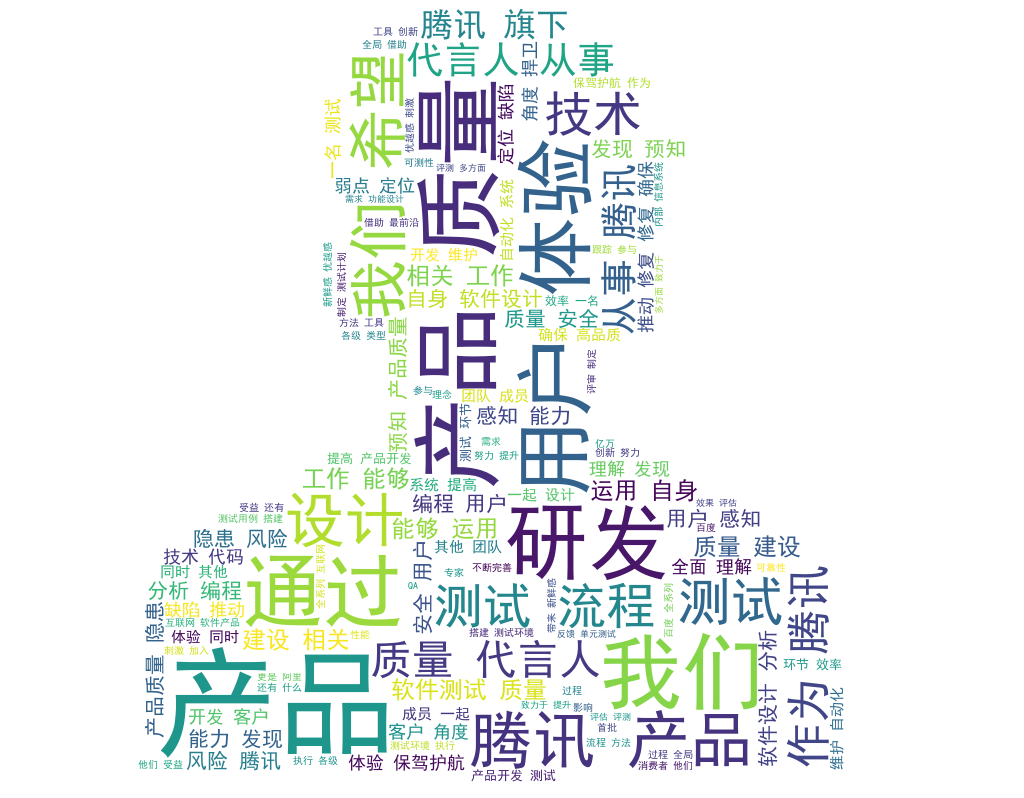 工具 创新
腾讯 旗下
全局 借助
代言人 从事
捍卫
希望
质量
保驾护航 作为
角度
定位 缺陷
技术
一名 测试
优越感 刺激
体验
发现 预知
可测性
评测 多方面
弱点 定位
需求 功能设计
系统
自动化
腾讯
修复 确保
内部 信息系统
我们
借助 最前沿
新鲜感 优越感
制定 测试计划
开发 维护
跟踪 参与
相关 工作
从事
推动 修复
多方面 致力于
自身 软件设计
效率 一名
质量 安全
方法 工具
各级 类型
确保 高品质
预知 产品质量
产品
用户
评审 制定
参与
理念
团队 成员
测试 环节
感知 能力
需求
努力 提升
亿万
创新 努力
提高 产品开发
理解 发现
工作 能够
系统 提高
一起 设计
运用 自身
受益 还有
设计
编程 用户
研发
效果 评估
测试用例 搭建
能够 运用
用户 感知
百度
隐患 风险
其他 团队
质量 建设
技术 代码
全系列 互联网
用户
安全
专家
不断完善
全面 理解
可靠性
同时 其他
通过
QA
带来 新鲜感
分析 编程
测试
流程
百度 全系列
测试
腾讯
缺陷 推动
互联网 软件产品
体验 同时
建设 相关
性能
搭建 测试环境
反馈 单元测试
刺激 加入
产品质量 隐患
产品
质量 代言人
我们
软件设计 分析
环节 效率
更是 阿里
还有 什么
软件测试 质量
过程
致力于 提升
影响
作为
维护 自动化
开发 客户
成员 一起
腾讯
评估 评测
产品
首批
能力 发现
客户 角度
测试环境 执行
流程 方法
风险 腾讯
他们 受益
执行 各级
体验 保驾护航
过程 全局
消费者 他们
产品开发 测试